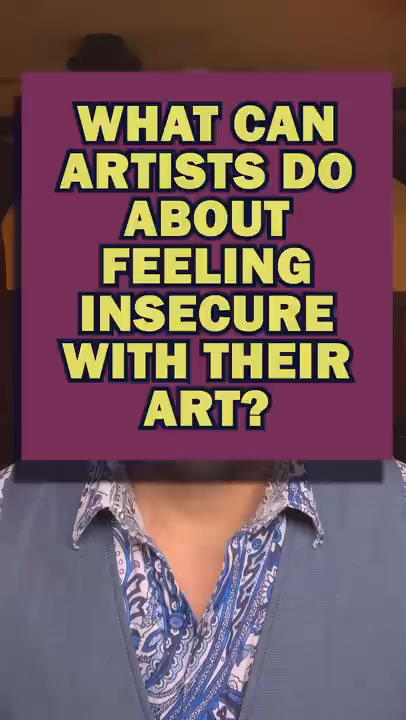 WHAT CAN
ARTISTS DO
ABOUT
FEELING
INSECURE
WITH THEIR
ART?